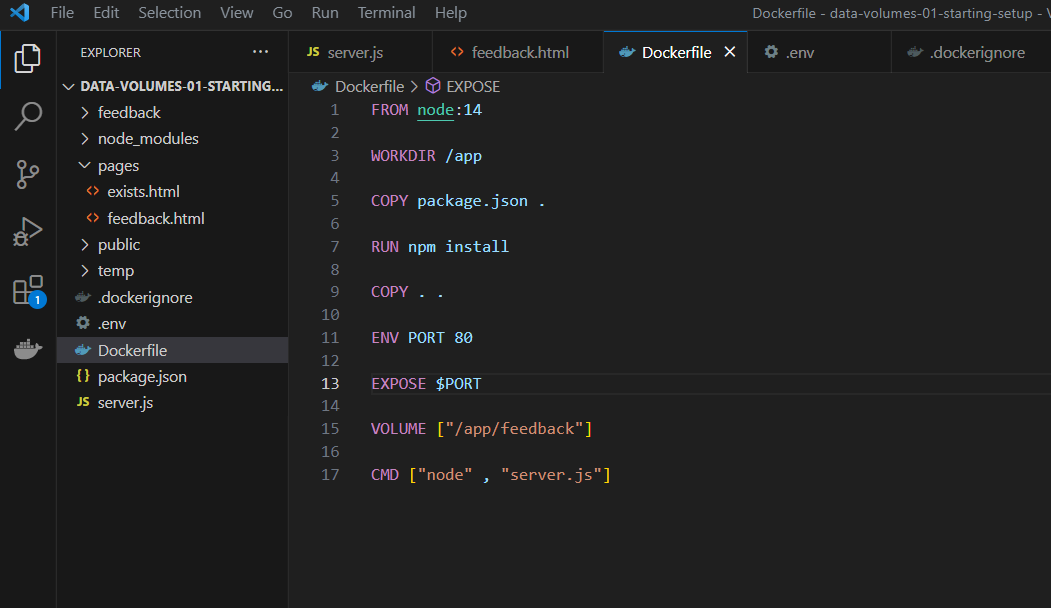 File Edit Selection View Go Run Terminal Help
Dockerfile - data-volumes-01-starting-setup -
EXPLORER
DATA-VOLUMES-01-STARTING...
feedback
node_modules
pages
exists.html
feedback.html
public
temp
.dockerignore
.env
Dockerfile
{} package.json
JS server.js
1
JS server.js
feedback.html
Dockerfile
.env
.dockerignore
Dockerfile > EXPOSE
1 FROM node:14
2
3 WORKDIR /app
4
5 COPY package.json .
6
7 RUN npm install
8
9 COPY . .
10
11 ENV PORT 80
12
13 EXPOSE $PORT
14
15 VOLUME ["/app/feedback"]
16
17 CMD ["node" , "server.js"]